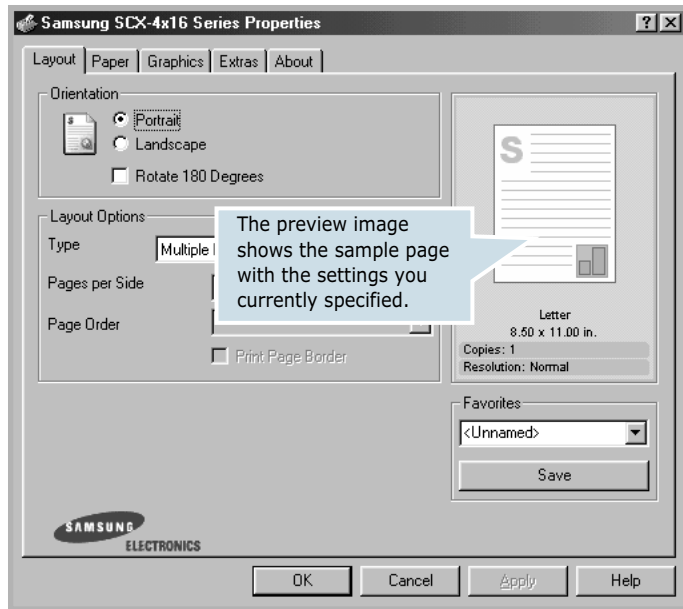 Samsung SCX-4x16 Series Properties
Layout Paper Graphics Extras About
Orientation
Portrait
Landscape
Rotate 180 Degrees
Layout Options
Type
Multiple
Pages per Side
Page Order
Print Page Border
The preview image
shows the sample page
with the settings you
currently specified.
S
Letter
8.50 x 11.00 in.
Copies: 1
Resolution: Normal
Favorites
<Unnamed>
Save
SAMSUNG
ELECTRONICS
OK Cancel Apply Help